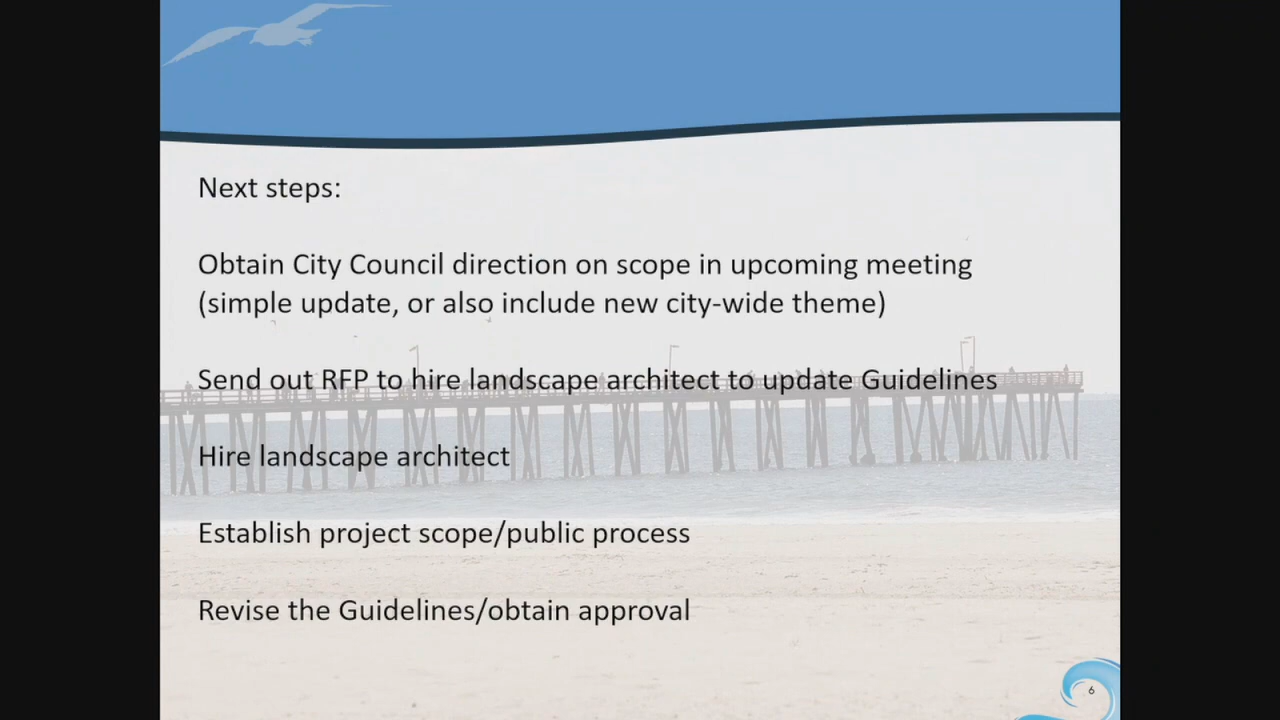 Next steps:
Obtain City Council direction on scope in upcoming meeting
(simple update, or also include new city-wide theme)
Send out RFP to hire landscape architect to update Guidelines
Hire landscape architect
Establish project scope/public process
Revise the Guidelines/obtain approval
6